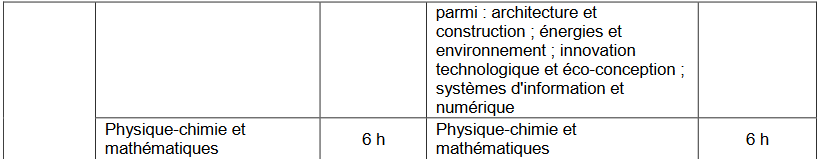 parmi : architecture et
construction ; énergies et
environnement ; innovation
technologique et éco-conception ;
systèmes d'information et
numérique
Physique-chimie et
mathématiques
6 h
Physique-chimie et
mathématiques
6 h